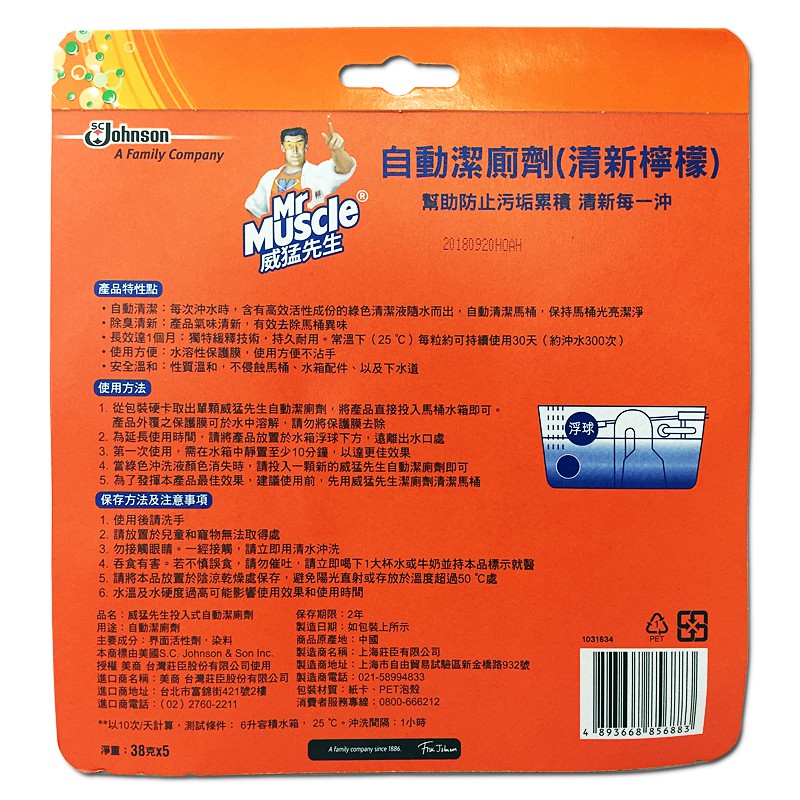 SC Johnson
A Family Company
Mr Muscle®
威猛先生
自動潔廁劑(清新檸檬)
幫助防止污垢累積 清新每一沖
20180920HOAH
產品特性點
・自動清潔：每次沖水時，含有高效活性成份的綠色清潔液隨水而出，自動清潔馬桶，保持馬桶光亮潔淨
・除臭清新：產品氣味清新，有效去除馬桶異味
・長效達1個月：獨特緩釋技術，持久耐用。常溫下（25 ℃）每粒約可持續使用30天（約沖水300次）
・使用方便：水溶性保護膜，使用方便不沾手
・安全溫和：性質溫和，不侵蝕馬桶、水箱配件、以及下水道
使用方法
1. 從包裝硬卡取出單顆威猛先生自動潔廁劑，將產品直接投入馬桶水箱即可。
產品外覆之保護膜可於水中溶解，請勿將保護膜去除
2. 為延長使用時間，請將產品放置於水箱浮球下方，遠離出水口處
3. 第一次使用，需在水箱中靜置至少10分鐘，以達更佳效果
4. 當綠色沖洗液顏色消失時，請投入一顆新的威猛先生自動潔廁劑即可
5. 為了發揮本產品最佳效果，建議使用前，先用威猛先生潔廁劑清潔馬桶
浮球
保存方法及注意事項
1. 使用後請洗手
2. 請放置於兒童和寵物無法取得處
3. 勿接觸眼睛。一經接觸，請立即用清水沖洗
4. 吞食有害。若不慎誤食，請勿催吐，請立即喝下1大杯水或牛奶並持本品標示就醫
5. 請將本品放置於陰涼乾燥處保存，避免陽光直射或存放於溫度超過50 ℃處
6. 水溫及水硬度過高可能影響使用效果和使用時間
品名：威猛先生投入式自動潔廁劑
用途：自動潔廁劑
主要成分：界面活性劑，染料
本商標由美國S.C. Johnson & Son Inc.
授權 美商 台灣莊臣股份有限公司使用
進口商名稱：美商 台灣莊臣股份有限公司
進口商地址：台北市富錦街421號2樓
進口商電話：（02）2760-2211
保存期限：2年
製造日期：如包裝上所示
商品原產地：中國
製造商名稱：上海莊臣有限公司
製造商地址：上海市自由貿易試驗區新金橋路932號
製造商電話：021-58994833
包裝材質：紙卡、PET泡殼
消費者服務專線：0800-666212
**以10次/天計算，測試條件： 6升容積水箱， 25 ℃。沖洗間隔：1小時
淨重：38克x5
A family company since 1886.
Fisk Johnson
1031634
1
PET
4 893668 856883